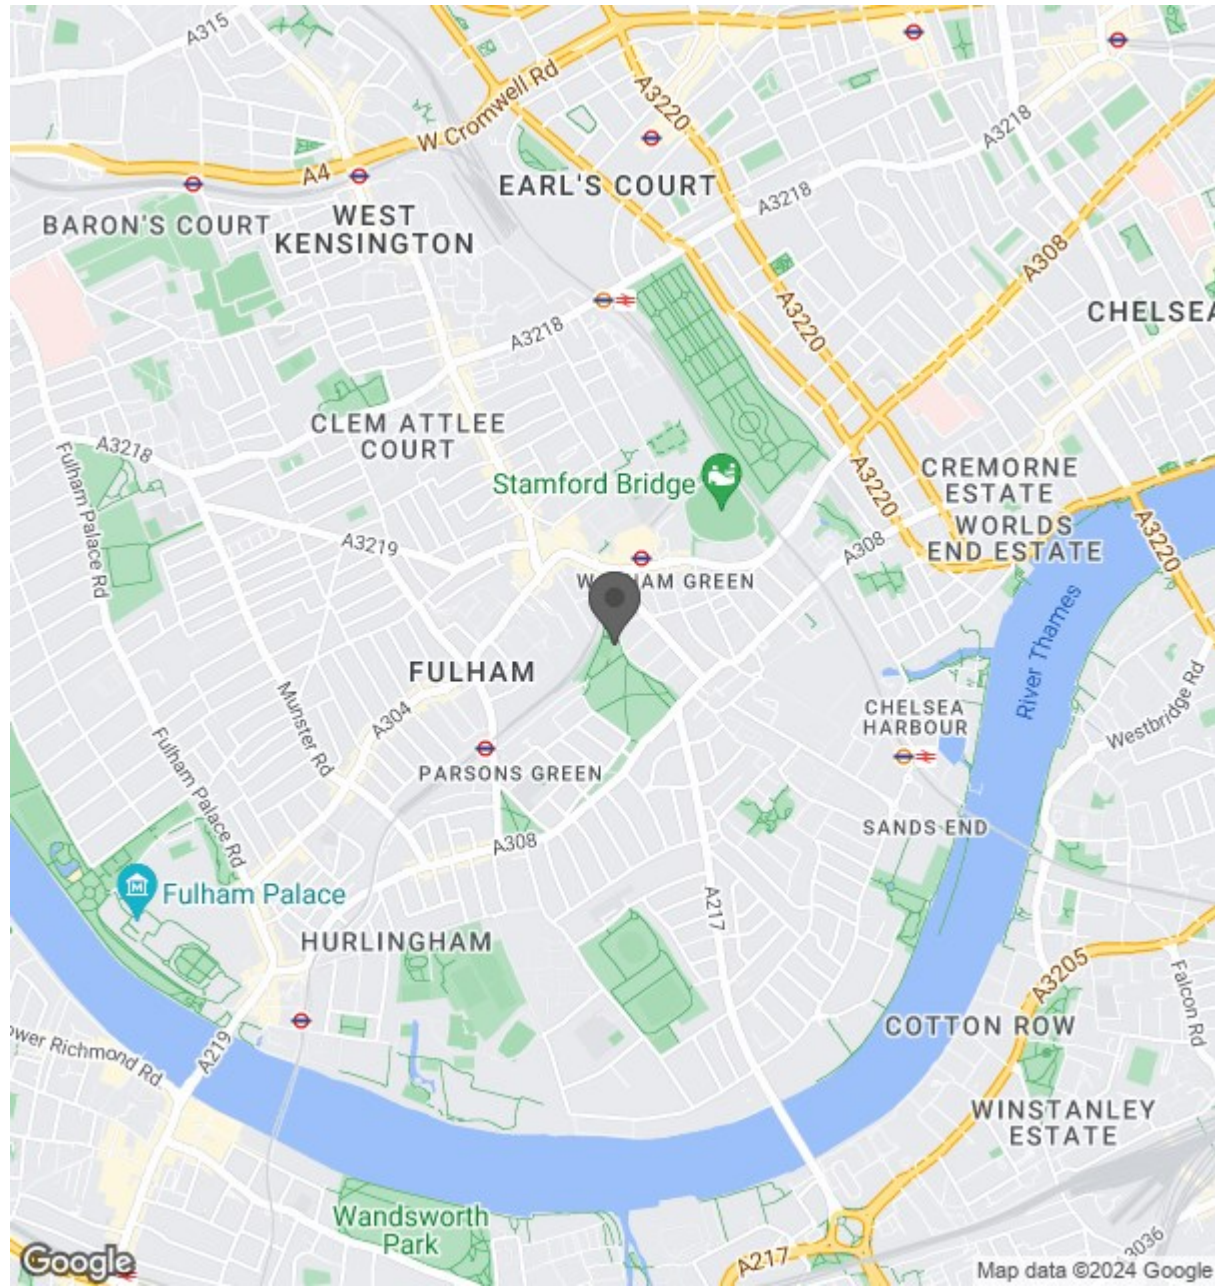 A315
W Cromwell Rd
A3220
A3218
A4
EARL'S COURT
A3218
BARON'S COURT
WEST
KENSINGTON
A308
A3220
CHELSEA
A3218
CLEM ATTLEE
COURT
A3218
Fulham Palace Rd
Stamford Bridge
A3220
CREMORNE
ESTATE
WORLDS
END ESTATE
A3219
A308
A3220
GREEN
River Thames
FULHAM
Munster Rd
A304
CHELSEA
HARBOUR
Westbridge Rd
Fulham Palace Rd
PARSONS GREEN
A308
SANDS END
Fulham Palace
A217
HURLINGHAM
A3205
Falcon Rd
COTTON ROW
A219
ower Richmond Rd
WINSTANLEY
ESTATE
Wandsworth
Park
A217
A3036
Google
Map data ©2024 Google